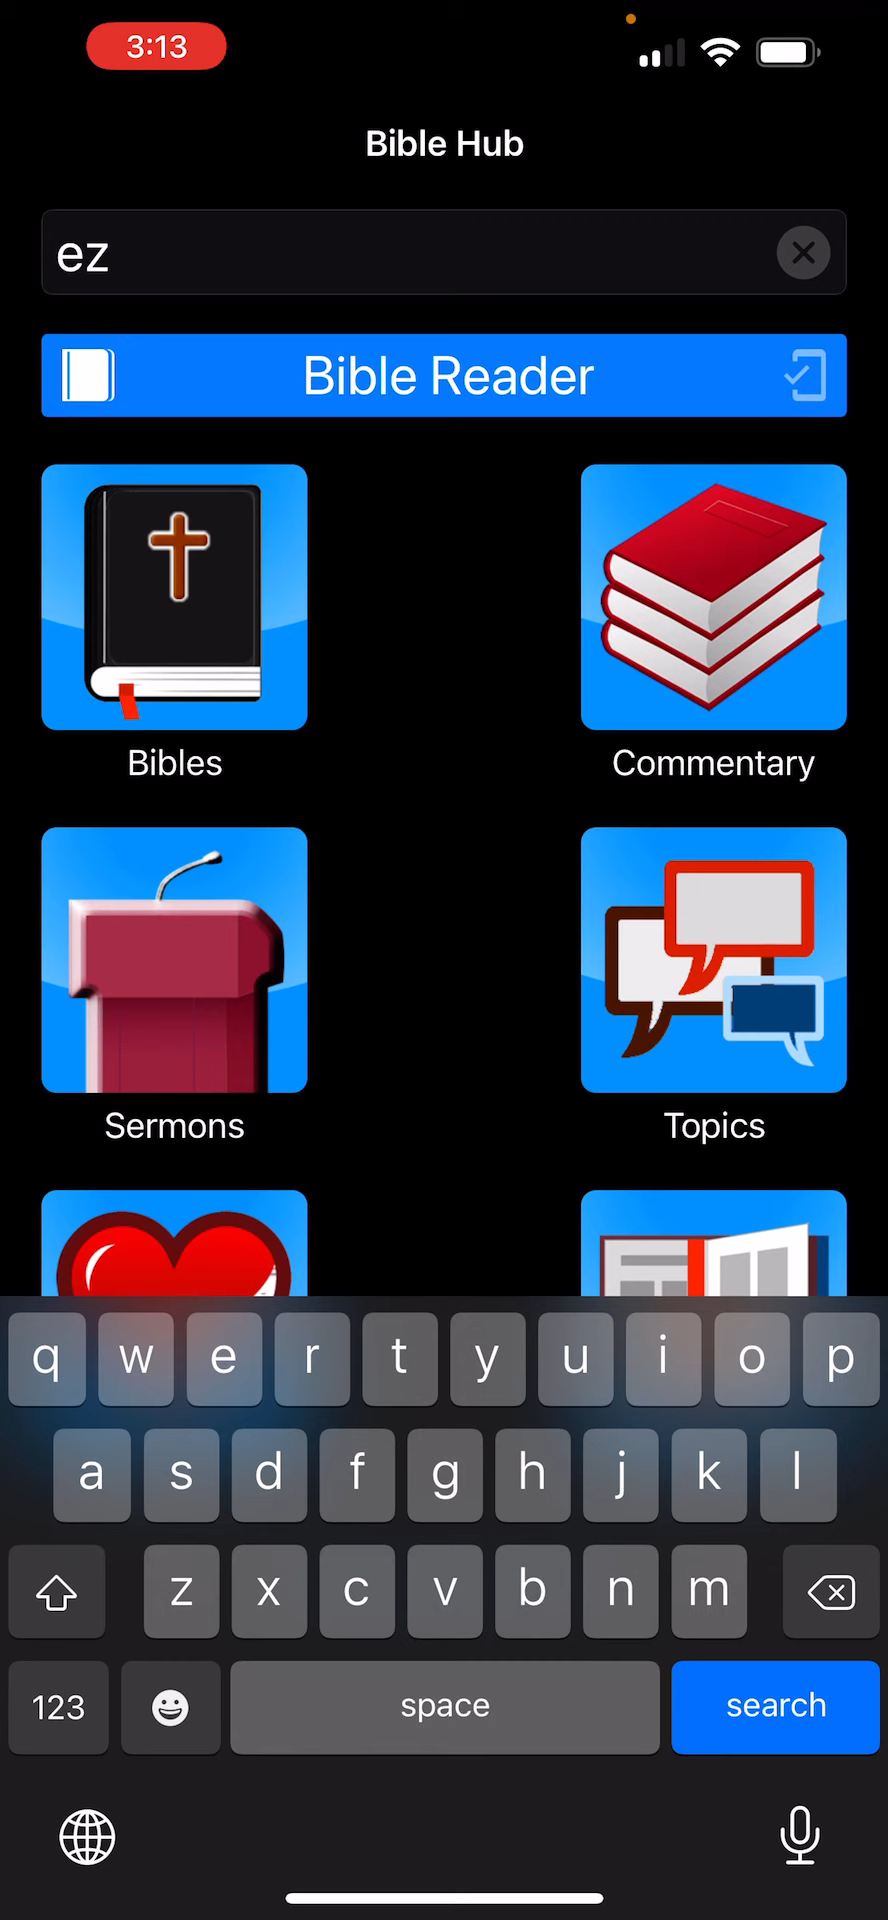 3:13
Bible Hub
ez
Bible Reader
Bibles
Commentary
Sermons
Topics
q w e r t y u i o p
a s d f g h j k l
z x c v b n m
123 space search